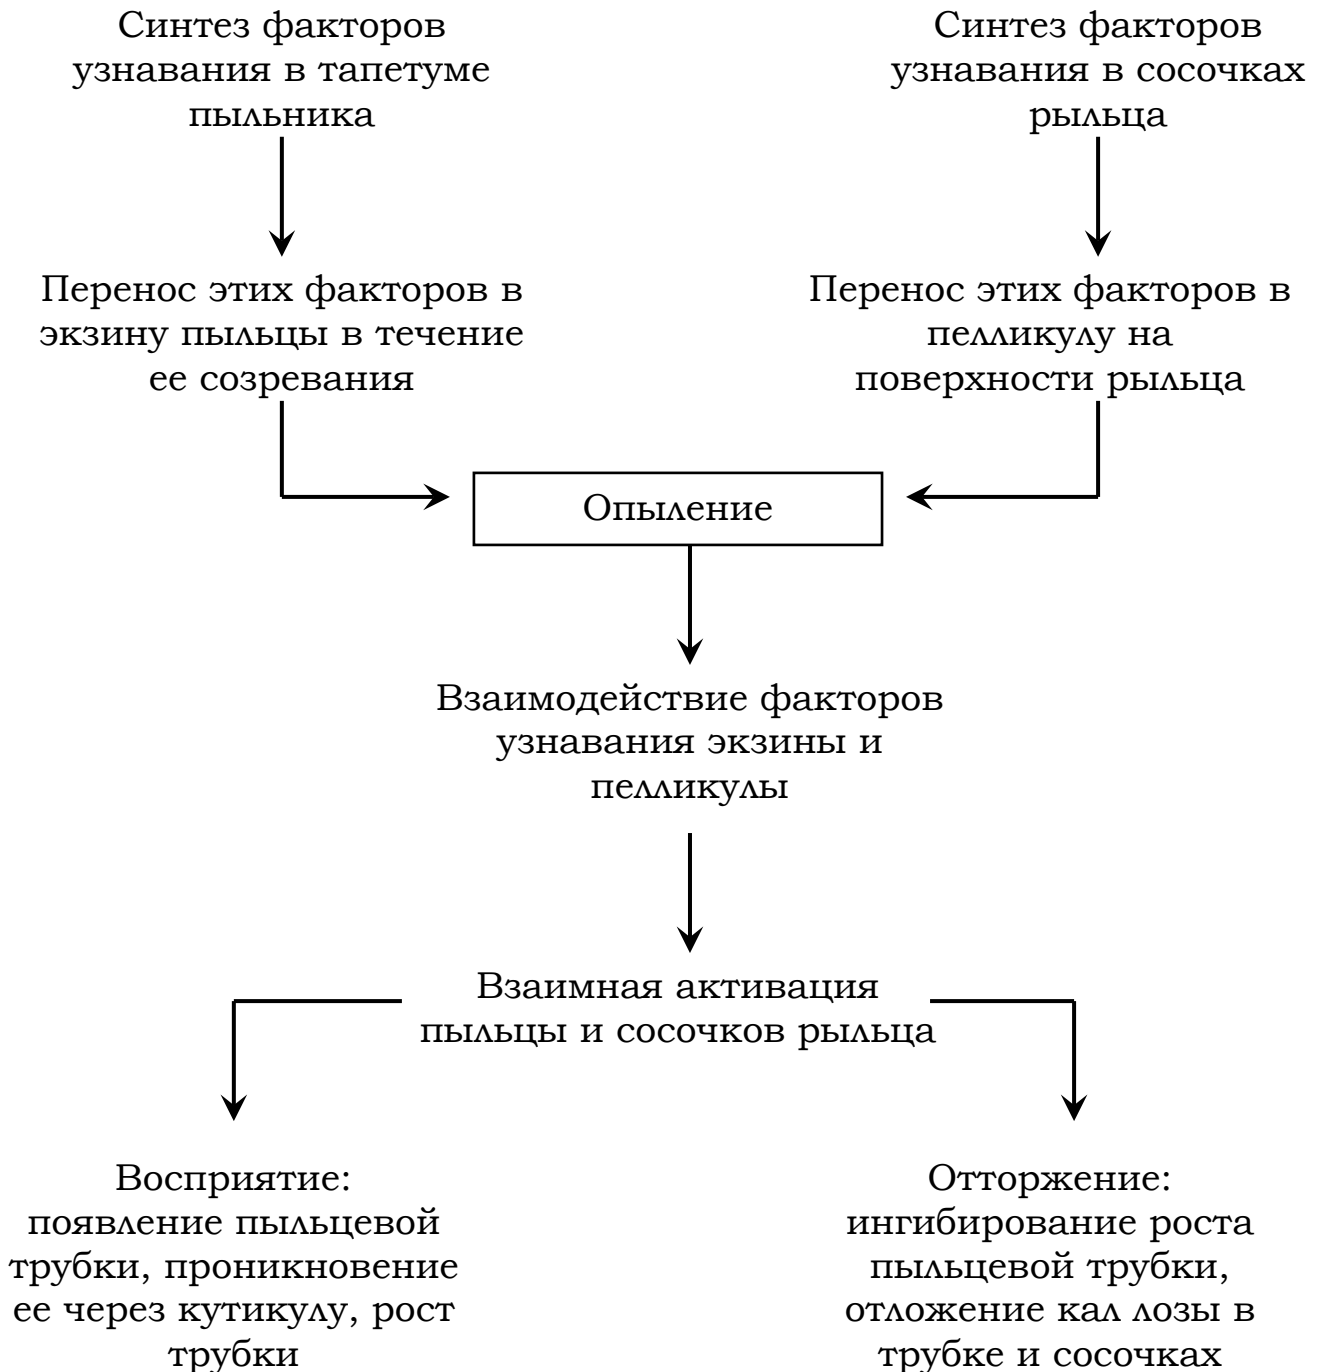 Синтез факторов
узнавания в тапетуме
пыльника
Синтез факторов
узнавания в сосочках
рыльца
Перенос этих факторов в
экзину пыльцы в течение
ее созревания
Перенос этих факторов в
пелликулу на
поверхности рыльца
Опыление
Взаимодействие факторов
узнавания экзины и
пелликулы
Взаимная активация
пыльцы и сосочков рыльца
Восприятие:
появление пыльцевой
трубки, проникновение
ее через кутикулу, рост
трубки
Отторжение:
ингибирование роста
пыльцевой трубки,
отложение кал лозы в
трубке и сосочках